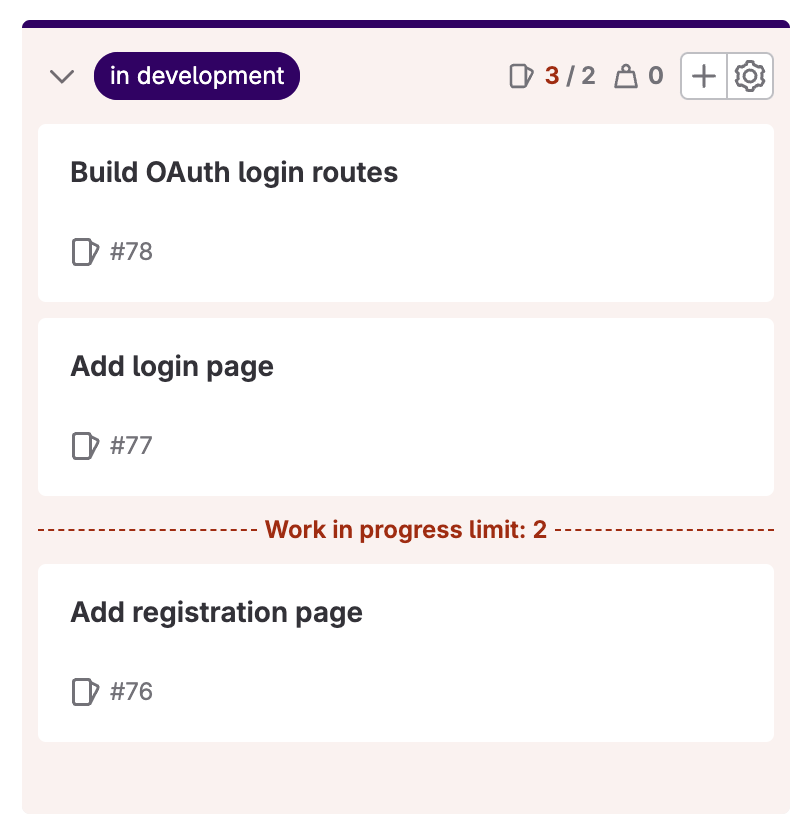 in development
3 / 2
0
Build OAuth login routes
#78
Add login page
#77
Work in progress limit: 2
Add registration page
#76